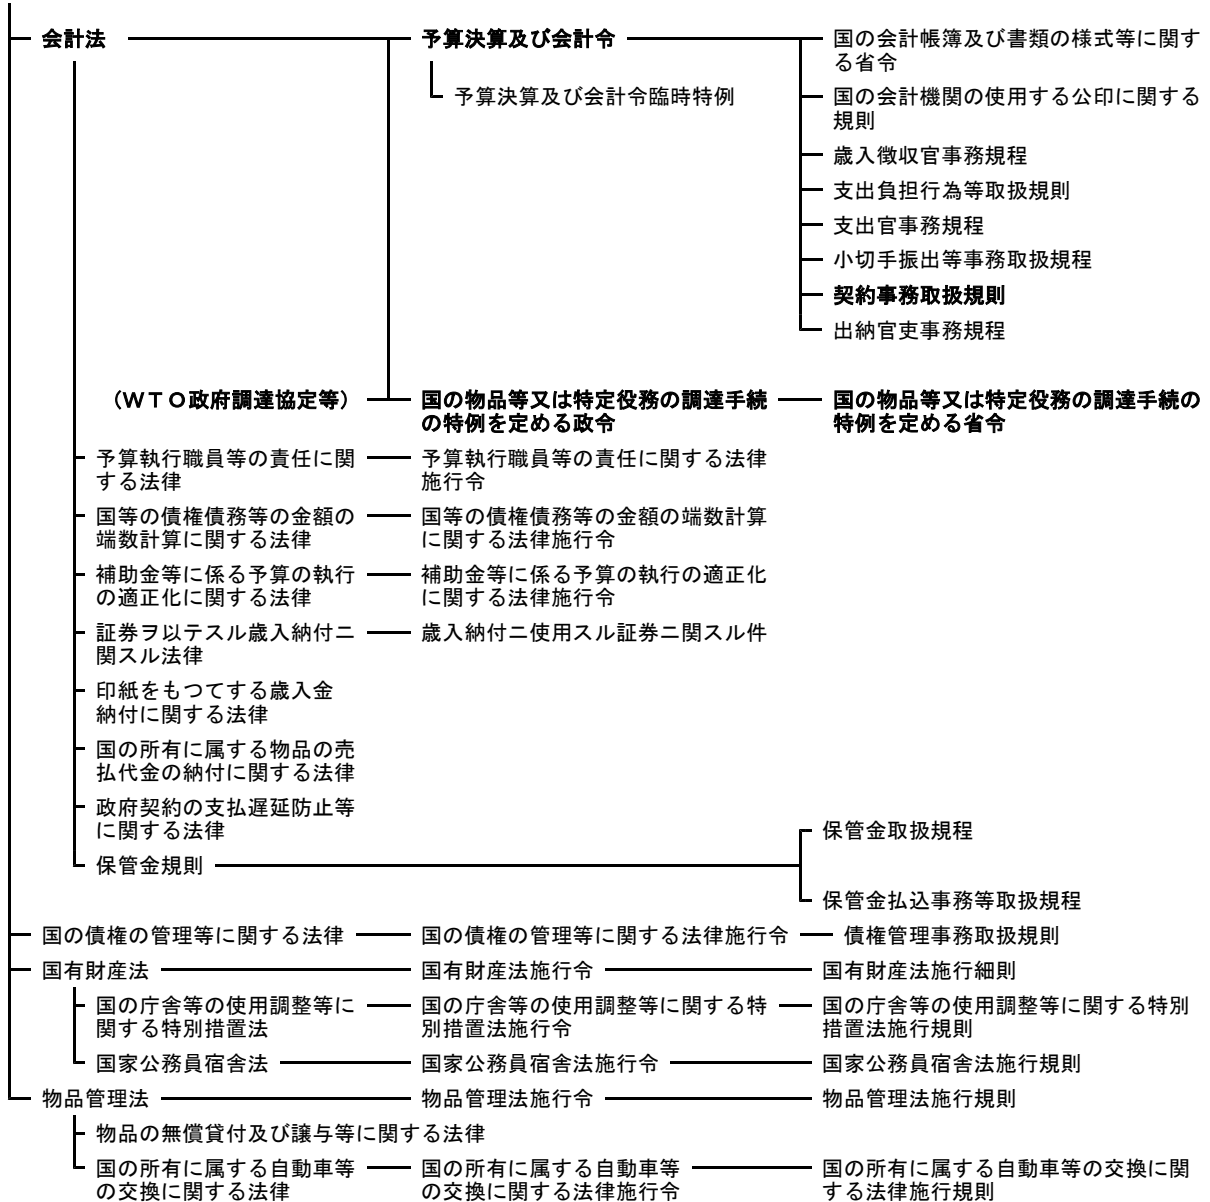 会計法
予算決算及び会計令
国の会計帳簿及び書類の様式等に関す
る省令
予算決算及び会計令臨時特例
国の会計機関の使用する公印に関する
規則
歳入徴収官事務規程
支出負担行為等取扱規則
支出官事務規程
小切手振出等事務取扱規程
契約事務取扱規則
出納官吏事務規程
(WTO政府調達協定等)
国の物品等又は特定役務の調達手続
の特例を定める政令
国の物品等又は特定役務の調達手続の
特例を定める省令
予算執行職員等の責任に関
する法律
予算執行職員等の責任に関する法律
施行令
国等の債権債務等の金額の
端数計算に関する法律
国等の債権債務等の金額の端数計算
に関する法律施行令
補助金等に係る予算の執行
の適正化に関する法律
補助金等に係る予算の執行の適正化
に関する法律施行令
証券ヲ以テスル歳入納付ニ
関スル法律
歳入納付ニ使用スル証券ニ関スル件
印紙をもつてする歳入金
納付に関する法律
国の所有に属する物品の売
払代金の納付に関する法律
政府契約の支払遅延防止等
に関する法律
保管金規則
保管金取扱規程
保管金払込事務等取扱規程
国の債権の管理等に関する法律
国の債権の管理等に関する法律施行令
債権管理事務取扱規則
国有財産法
国有財産法施行令
国有財産法施行細則
国の庁舎等の使用調整等に
関する特別措置法
国の庁舎等の使用調整等に関する特
別措置法施行令
国の庁舎等の使用調整等に関する特別
措置法施行規則
国家公務員宿舎法
国家公務員宿舎法施行令
国家公務員宿舎法施行規則
物品管理法
物品管理法施行令
物品管理法施行規則
物品の無償貸付及び譲与等に関する法律
国の所有に属する自動車等
の交換に関する法律
国の所有に属する自動車等
の交換に関する法律施行令
国の所有に属する自動車等の交換に関
する法律施行規則